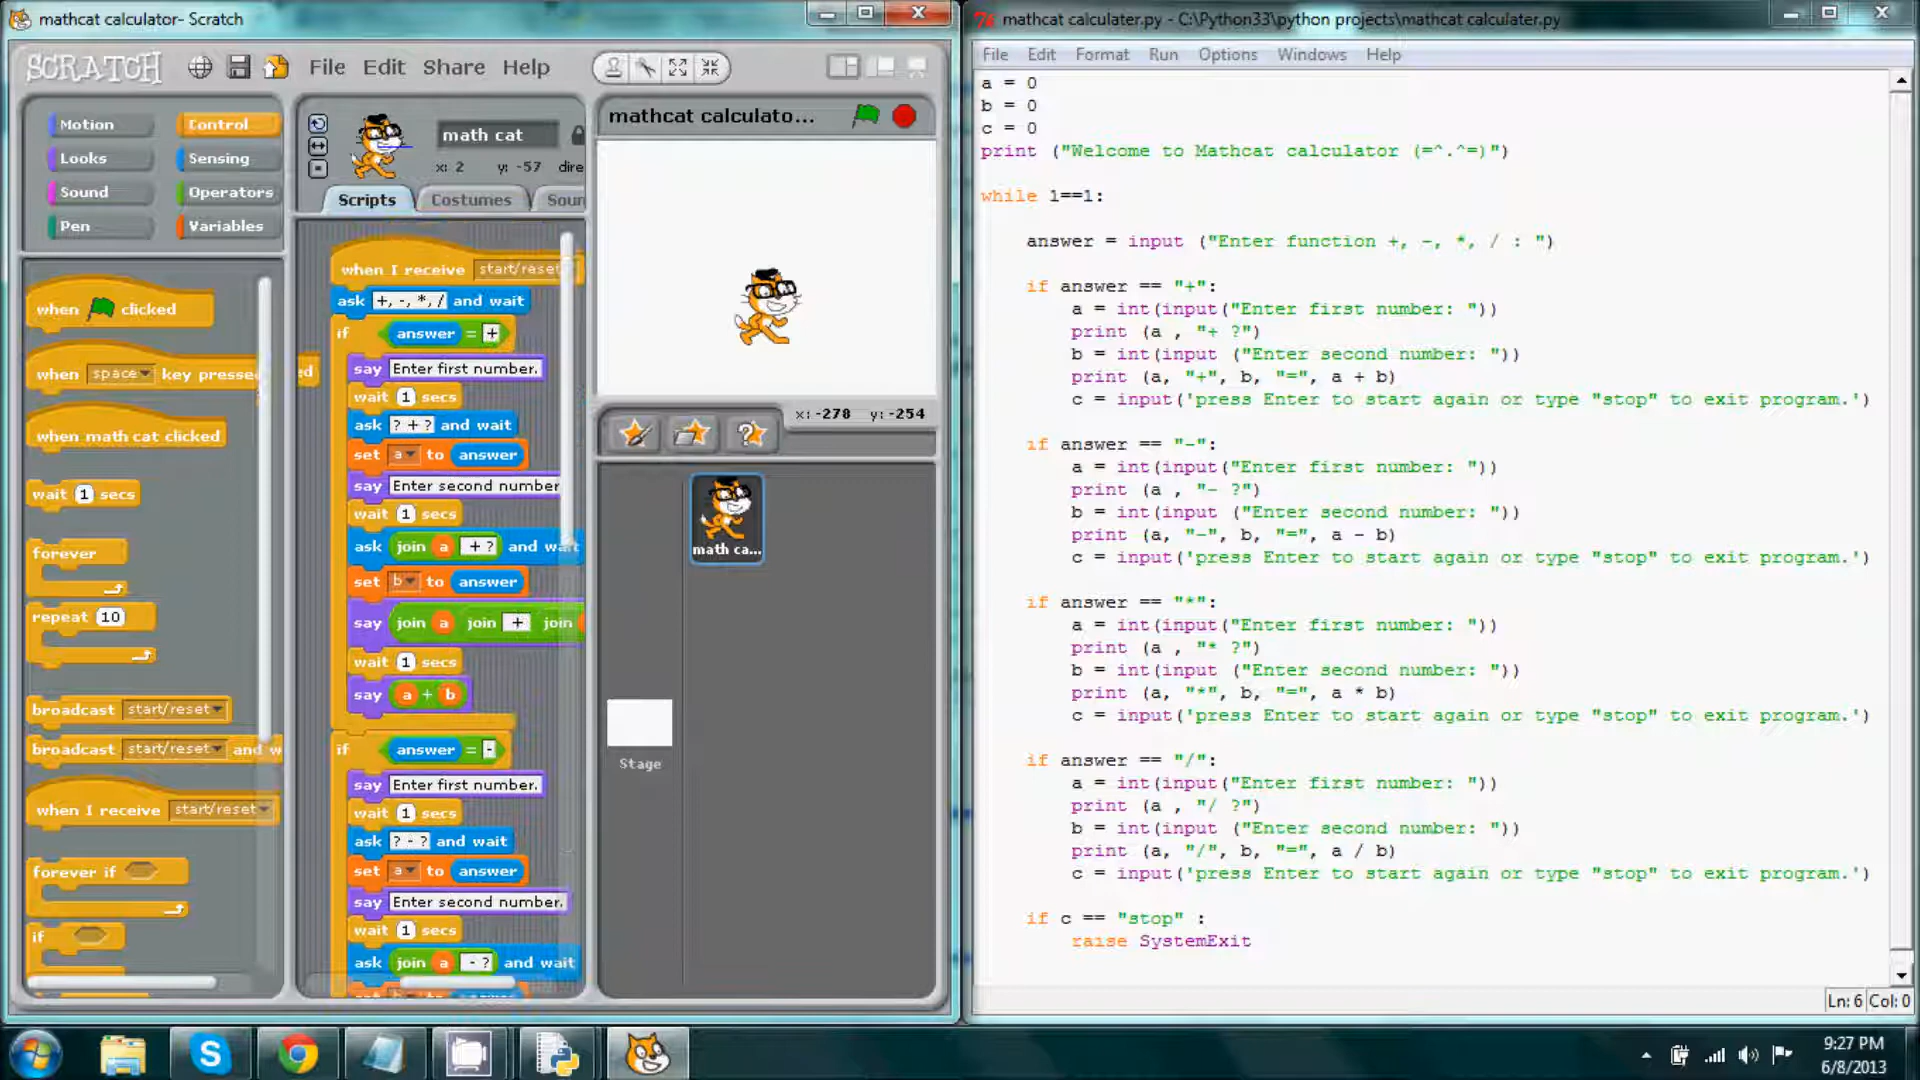 mathcat calculator- Scratch
SCRATCH
File Edit Share Help
Motion
Control
Looks
Sensing
Sound
Operators
Pen
Variables
when clicked
when space key presse
when math cat clicked
wait 1 secs
forever
repeat 10
broadcast start/reset
broadcast start/reset and w
when I receive start/reset
forever if
if
math cat
x: 2 y: -57 dire
Scripts
Costumes
Soun
when I receive start/reset
ask +, -, *, / and wait
if answer = +
say Enter first number.
wait 1 secs
ask ? + ? and wait
set a to answer
say Enter second number
wait 1 secs
ask join a + ? and wait
set b to answer
say join a join + join
wait 1 secs
say a + b
if answer = -
say Enter first number.
wait 1 secs
ask ? - ? and wait
set a to answer
say Enter second number.
wait 1 secs
ask join a - ? and wait
mathcat calculato...
x: -278 y: -254
math ca...
Stage
mathcat calculater.py - C:\Python33\python projects\mathcat calculater.py
File Edit Format Run Options Windows Help
a = 0
b = 0
c = 0
print ("Welcome to Mathcat calculator (=^.^=)")
while 1==1:
answer = input ("Enter function +, -, *, / : ")
if answer == "+":
a = int(input("Enter first number: "))
print (a , "+ ?")
b = int(input ("Enter second number: "))
print (a, "+", b, "=", a + b)
c = input('press Enter to start again or type "stop" to exit program.')
if answer == "-":
a = int(input("Enter first number: "))
print (a , "- ?")
b = int(input ("Enter second number: "))
print (a, "-", b, "=", a - b)
c = input('press Enter to start again or type "stop" to exit program.')
if answer == "*":
a = int(input("Enter first number: "))
print (a , "* ?")
b = int(input ("Enter second number: "))
print (a, "*", b, "=", a * b)
c = input('press Enter to start again or type "stop" to exit program.')
if answer == "/":
a = int(input("Enter first number: "))
print (a , "/ ?")
b = int(input ("Enter second number: "))
print (a, "/", b, "=", a / b)
c = input('press Enter to start again or type "stop" to exit program.')
if c == "stop" :
raise SystemExit
Ln: 6 Col: 0
9:27 PM
6/8/2013